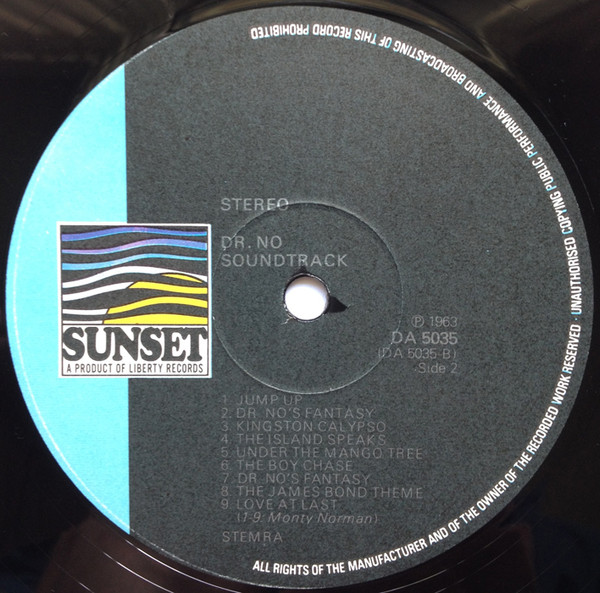 STEREO
DR. NO
SOUNDTRACK
SUNSET
A PRODUCT OF LIBERTY RECORDS
℗ 1963
DA 5035
(DA 5035-B)
Side 2
1. JUMP UP
2. DR. NO'S FANTASY
3. KINGSTON CALYPSO
4. THE ISLAND SPEAKS
5. UNDER THE MANGO TREE
6. THE BOY CHASE
7. DR. NO'S FANTASY
8. THE JAMES BOND THEME
9. LOVE AT LAST
(1-9: Monty Norman)
STEMRA
ALL RIGHTS OF THE MANUFACTURER AND OF THE OWNER OF THE RECORDED WORK RESERVED · UNAUTHORISED COPYING PUBLIC PERFORMANCE AND BROADCASTING OF THIS RECORD PROHIBITED